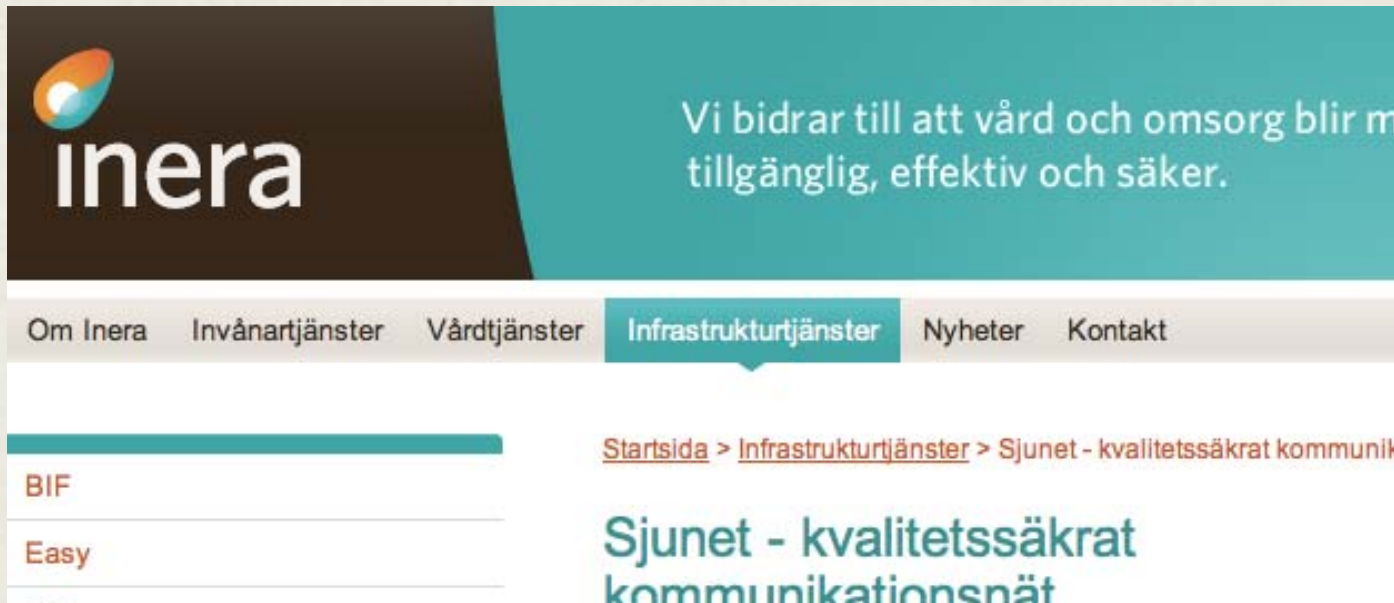 inera
Vi bidrar till att vård och omsorg blir
tillgänglig, effektiv och säker.
Om Inera Invånartjänster Vårdtjänster Infrastrukturtjänster Nyheter Kontakt
Startsida > Infrastrukturtjänster > Sjunet - kvalitetssäkrat
BIF
Easy
Sjunet - kvalitetssäkrat
kommunikationsnät